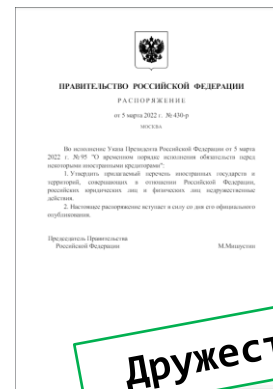 ПРАВИТЕЛЬСТВО РОССИЙСКОЙ ФЕДЕРАЦИИ
РАСПОРЯЖЕНИЕ
от 5 марта 2022 г. № 430-р
МОСКВА
Во исполнение Указа Президента Российской Федерации от 5 марта
2022 г. № 95 "О временном порядке исполнения обязательств перед
некоторыми иностранными кредиторами":
1. Утвердить прилагаемый перечень иностранных государств и
территорий, совершающих в отношении Российской Федерации,
российских юридических лиц и физических лиц недружественные
действия.
2. Настоящее распоряжение вступает в силу со дня его официального
опубликования.
Председатель Правительства
Российской Федерации М.Мишустин
Дружест